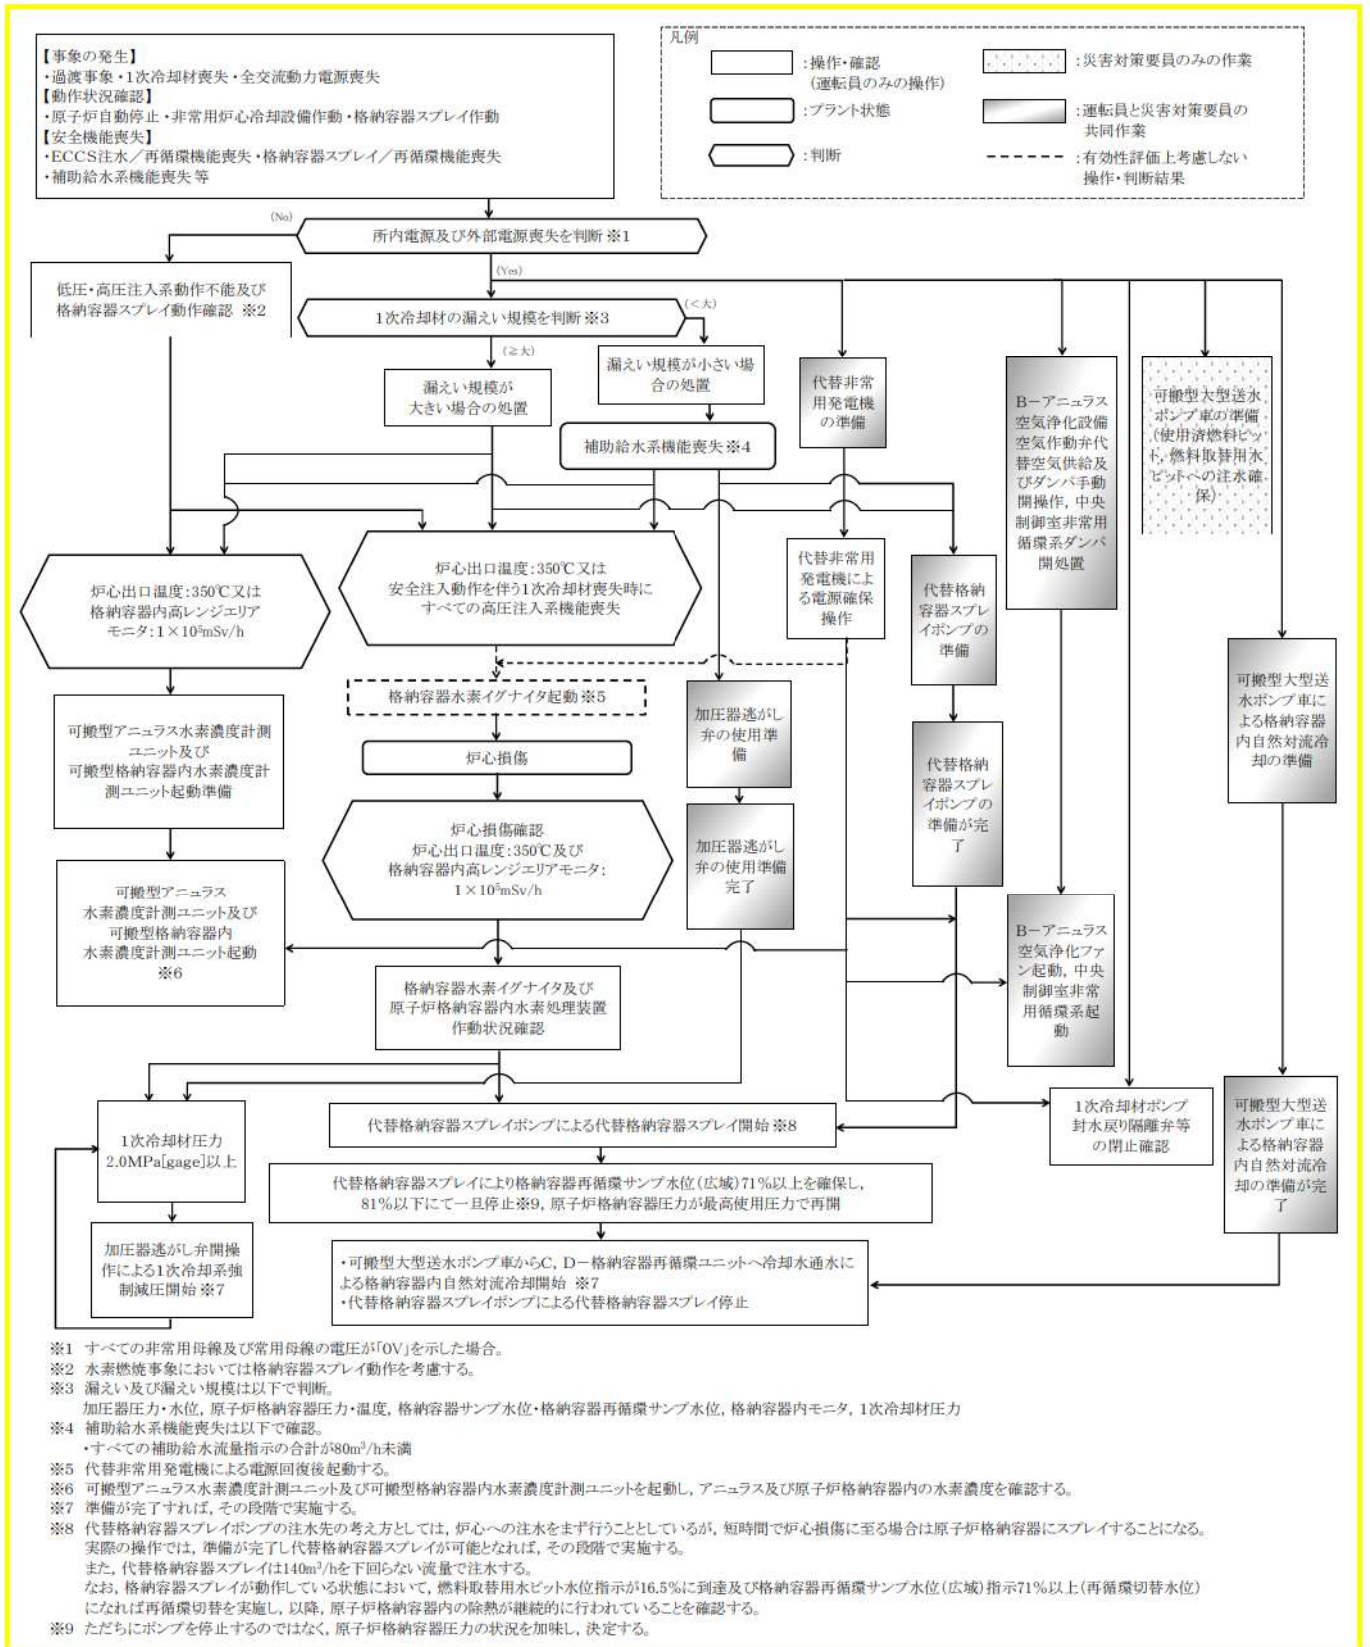 【事象の発生】
・過渡事象・1次冷却材喪失・全交流動力電源喪失
【動作状況確認】
・原子炉自動停止・非常用炉心冷却設備作動・格納容器スプレイ作動
【安全機能喪失】
・ECCS注水／再循環機能喪失・格納容器スプレイ／再循環機能喪失
・補助給水系機能喪失等
凡例
:操作・確認
(運転員のみの操作)
:プラント状態
:判断
:災害対策要員のみの作業
:運転員と災害対策要員の
共同作業
:有効性評価上考慮しない
操作・判断結果
(No)
所内電源及び外部電源喪失を判断 ※1
(Yes)
低圧・高圧注入系動作不能及び
格納容器スプレイ動作確認 ※2
1次冷却材の漏えい規模を判断 ※3
(＜大)
(≧大)
漏えい規模が
大きい場合の処置
漏えい規模が小さい場
合の処置
補助給水系機能喪失 ※4
代替非常
用発電機
の準備
B－アニュラス
空気浄化設備
空気作動弁代
替空気供給及
びダンパ手動
開操作，中央
制御室非常用
循環系ダンパ
開処置
可搬型大型送水
ポンプ車の準備
(使用済燃料ピッ
ト，燃料取替用水
ピットへの注水確
保)
炉心出口温度:350℃又は
格納容器内高レンジエリア
モニタ:1×10⁵mSv/h
炉心出口温度:350℃又は
安全注入動作を伴う1次冷却材喪失時に
すべての高圧注入系機能喪失
代替非常用
発電機によ
る電源確保
操作
代替格納
容器スプレ
イポンプの
準備
可搬型大型送
水ポンプ車に
よる格納容器
内自然対流冷
却の準備
格納容器水素イグナイタ起動 ※5
可搬型アニュラス水素濃度計測
ユニット及び
可搬型格納容器内水素濃度計
測ユニット起動準備
炉心損傷
加圧器逃がし
弁の使用準
備
代替格納
容器スプレ
イポンプの
準備が完
了
炉心損傷確認
炉心出口温度:350℃及び
格納容器内高レンジエリアモニタ:
1×10⁵mSv/h
加圧器逃がし
弁の使用準備
完了
可搬型アニュラス
水素濃度計測ユニット及び
可搬型格納容器内
水素濃度計測ユニット起動
※6
B－アニュラス
空気浄化ファ
ン起動，中央
制御室非常
用循環系起
動
格納容器水素イグナイタ及び
原子炉格納容器内水素処理装置
作動状況確認
1次冷却材圧力
2.0MPa[gage]以上
代替格納容器スプレイポンプによる代替格納容器スプレイ開始 ※8
1次冷却材ポンプ
封水戻り隔離弁等
の閉止確認
可搬型大型送
水ポンプ車に
よる格納容器
内自然対流冷
却の準備が完
了
代替格納容器スプレイにより格納容器再循環サンプ水位(広域)71％以上を確保し，
81％以下にて一旦停止※9，原子炉格納容器圧力が最高使用圧力で再開
加圧器逃がし弁開操
作による1次冷却系強
制減圧開始 ※7
・可搬型大型送水ポンプ車からC，D－格納容器再循環ユニットへ冷却水通水に
よる格納容器内自然対流冷却開始 ※7
・代替格納容器スプレイポンプによる代替格納容器スプレイ停止
※1 すべての非常用母線及び常用母線の電圧が「0V」を示した場合。
※2 水素燃焼事象においては格納容器スプレイ動作を考慮する。
※3 漏えい及び漏えい規模は以下で判断。
加圧器圧力・水位，原子炉格納容器圧力・温度，格納容器サンプ水位・格納容器再循環サンプ水位，格納容器内モニタ，1次冷却材圧力
※4 補助給水系機能喪失は以下で確認。
・すべての補助給水流量指示の合計が80m³/h未満
※5 代替非常用発電機による電源回復後起動する。
※6 可搬型アニュラス水素濃度計測ユニット及び可搬型格納容器内水素濃度計測ユニットを起動し，アニュラス及び原子炉格納容器内の水素濃度を確認する。
※7 準備が完了すれば，その段階で実施する。
※8 代替格納容器スプレイポンプの注水先の考え方としては，炉心への注水をまず行うこととしているが，短時間で炉心損傷に至る場合は原子炉格納容器にスプレイすることになる。
実際の操作では，準備が完了し代替格納容器スプレイが可能となれば，その段階で実施する。
また，代替格納容器スプレイは140m³/hを下回らない流量で注水する。
なお，格納容器スプレイが動作している状態において，燃料取替用水ピット水位指示が16.5％に到達及び格納容器再循環サンプ水位(広域)指示71％以上(再循環切替水位)
になれば再循環切替を実施し，以降，原子炉格納容器内の除熱が継続的に行われていることを確認する。
※9 ただちにポンプを停止するのではなく，原子炉格納容器圧力の状況を加味し，決定する。